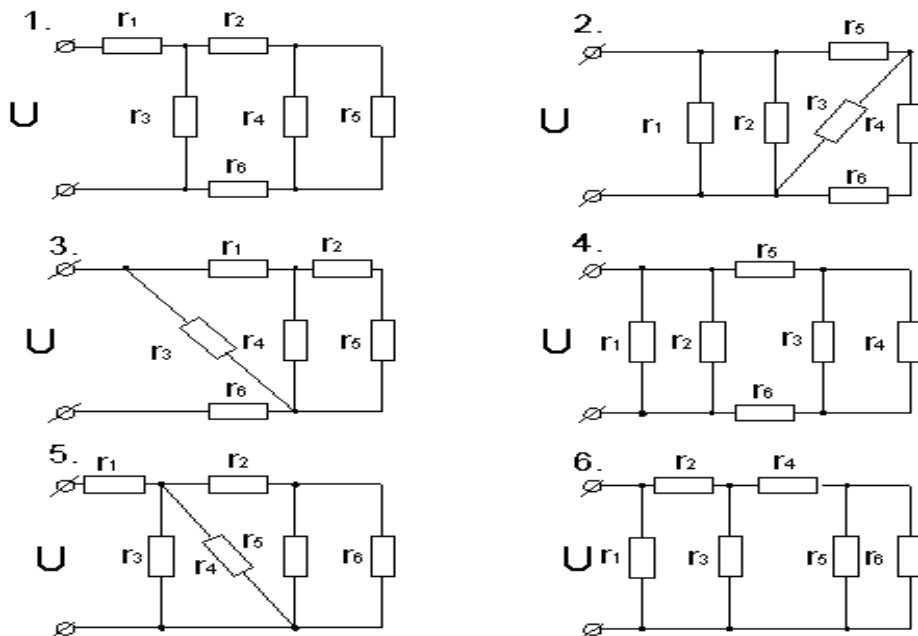 1.
r₁ r₂
U r₃ r₄ r₅
r₆
2.
r₅
U r₁ r₂ r₃ r₄
r₆
3.
r₁ r₂
U r₃ r₄ r₅
r₆
4.
r₅
U r₁ r₂ r₃ r₄
r₆
5.
r₁ r₂
U r₃ r₄ r₅ r₆
6.
r₂ r₄
U r₁ r₃ r₅ r₆